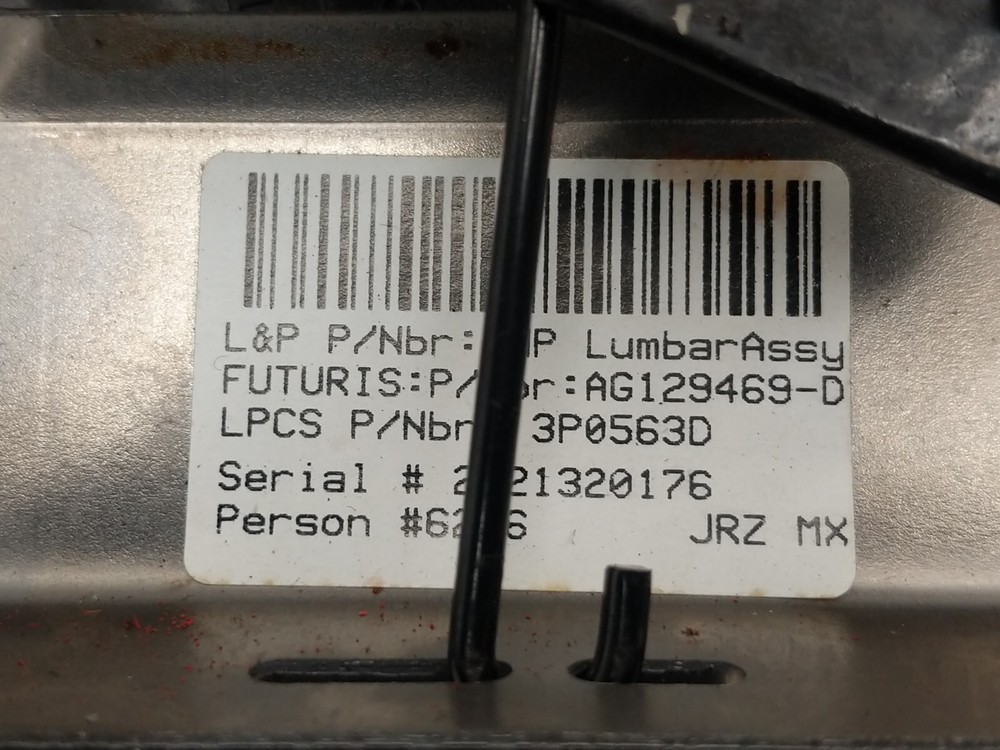 L&P P/Nbr: LumbarAssy
FUTURIS:P/ :AG129469-D
LPCS P/Nbr 3P0563D
Serial #
Person # JRZ MX